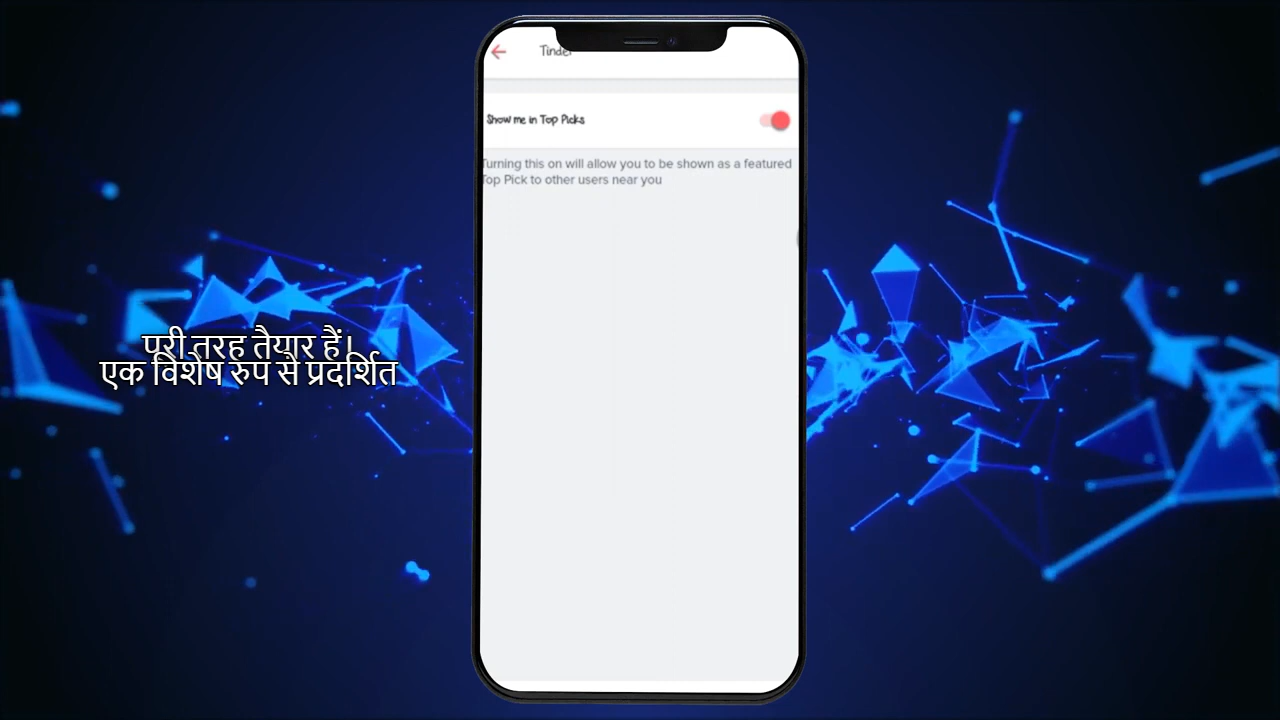 Tinder
Show me in Top Picks
Turning this on will allow you to be shown as a featured
Top Pick to other users near you
पूरी तरह तैयार हैं।
एक विशेष रुप से प्रदर्शित